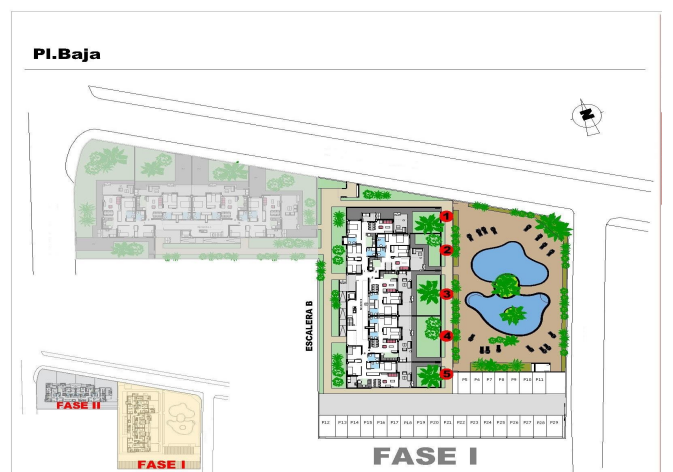 Pl.Baja
N
1
2
3
4
5
ESCALERA B
P5 P6 P7 P8 P9 P10 P11
P12 P13 P14 P15 P16 P17 P18 P19 P20 P21 P22 P23 P24 P25 P26 P27 P28 P29
FASE I
FASE II
FASE I